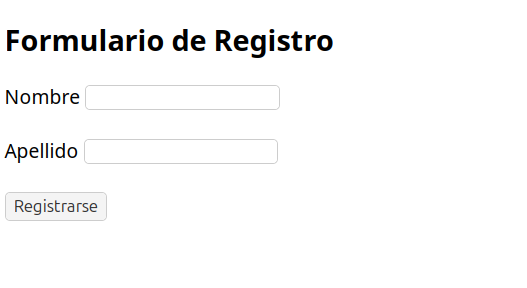 Formulario de Registro
Nombre
Apellido
Registrarse